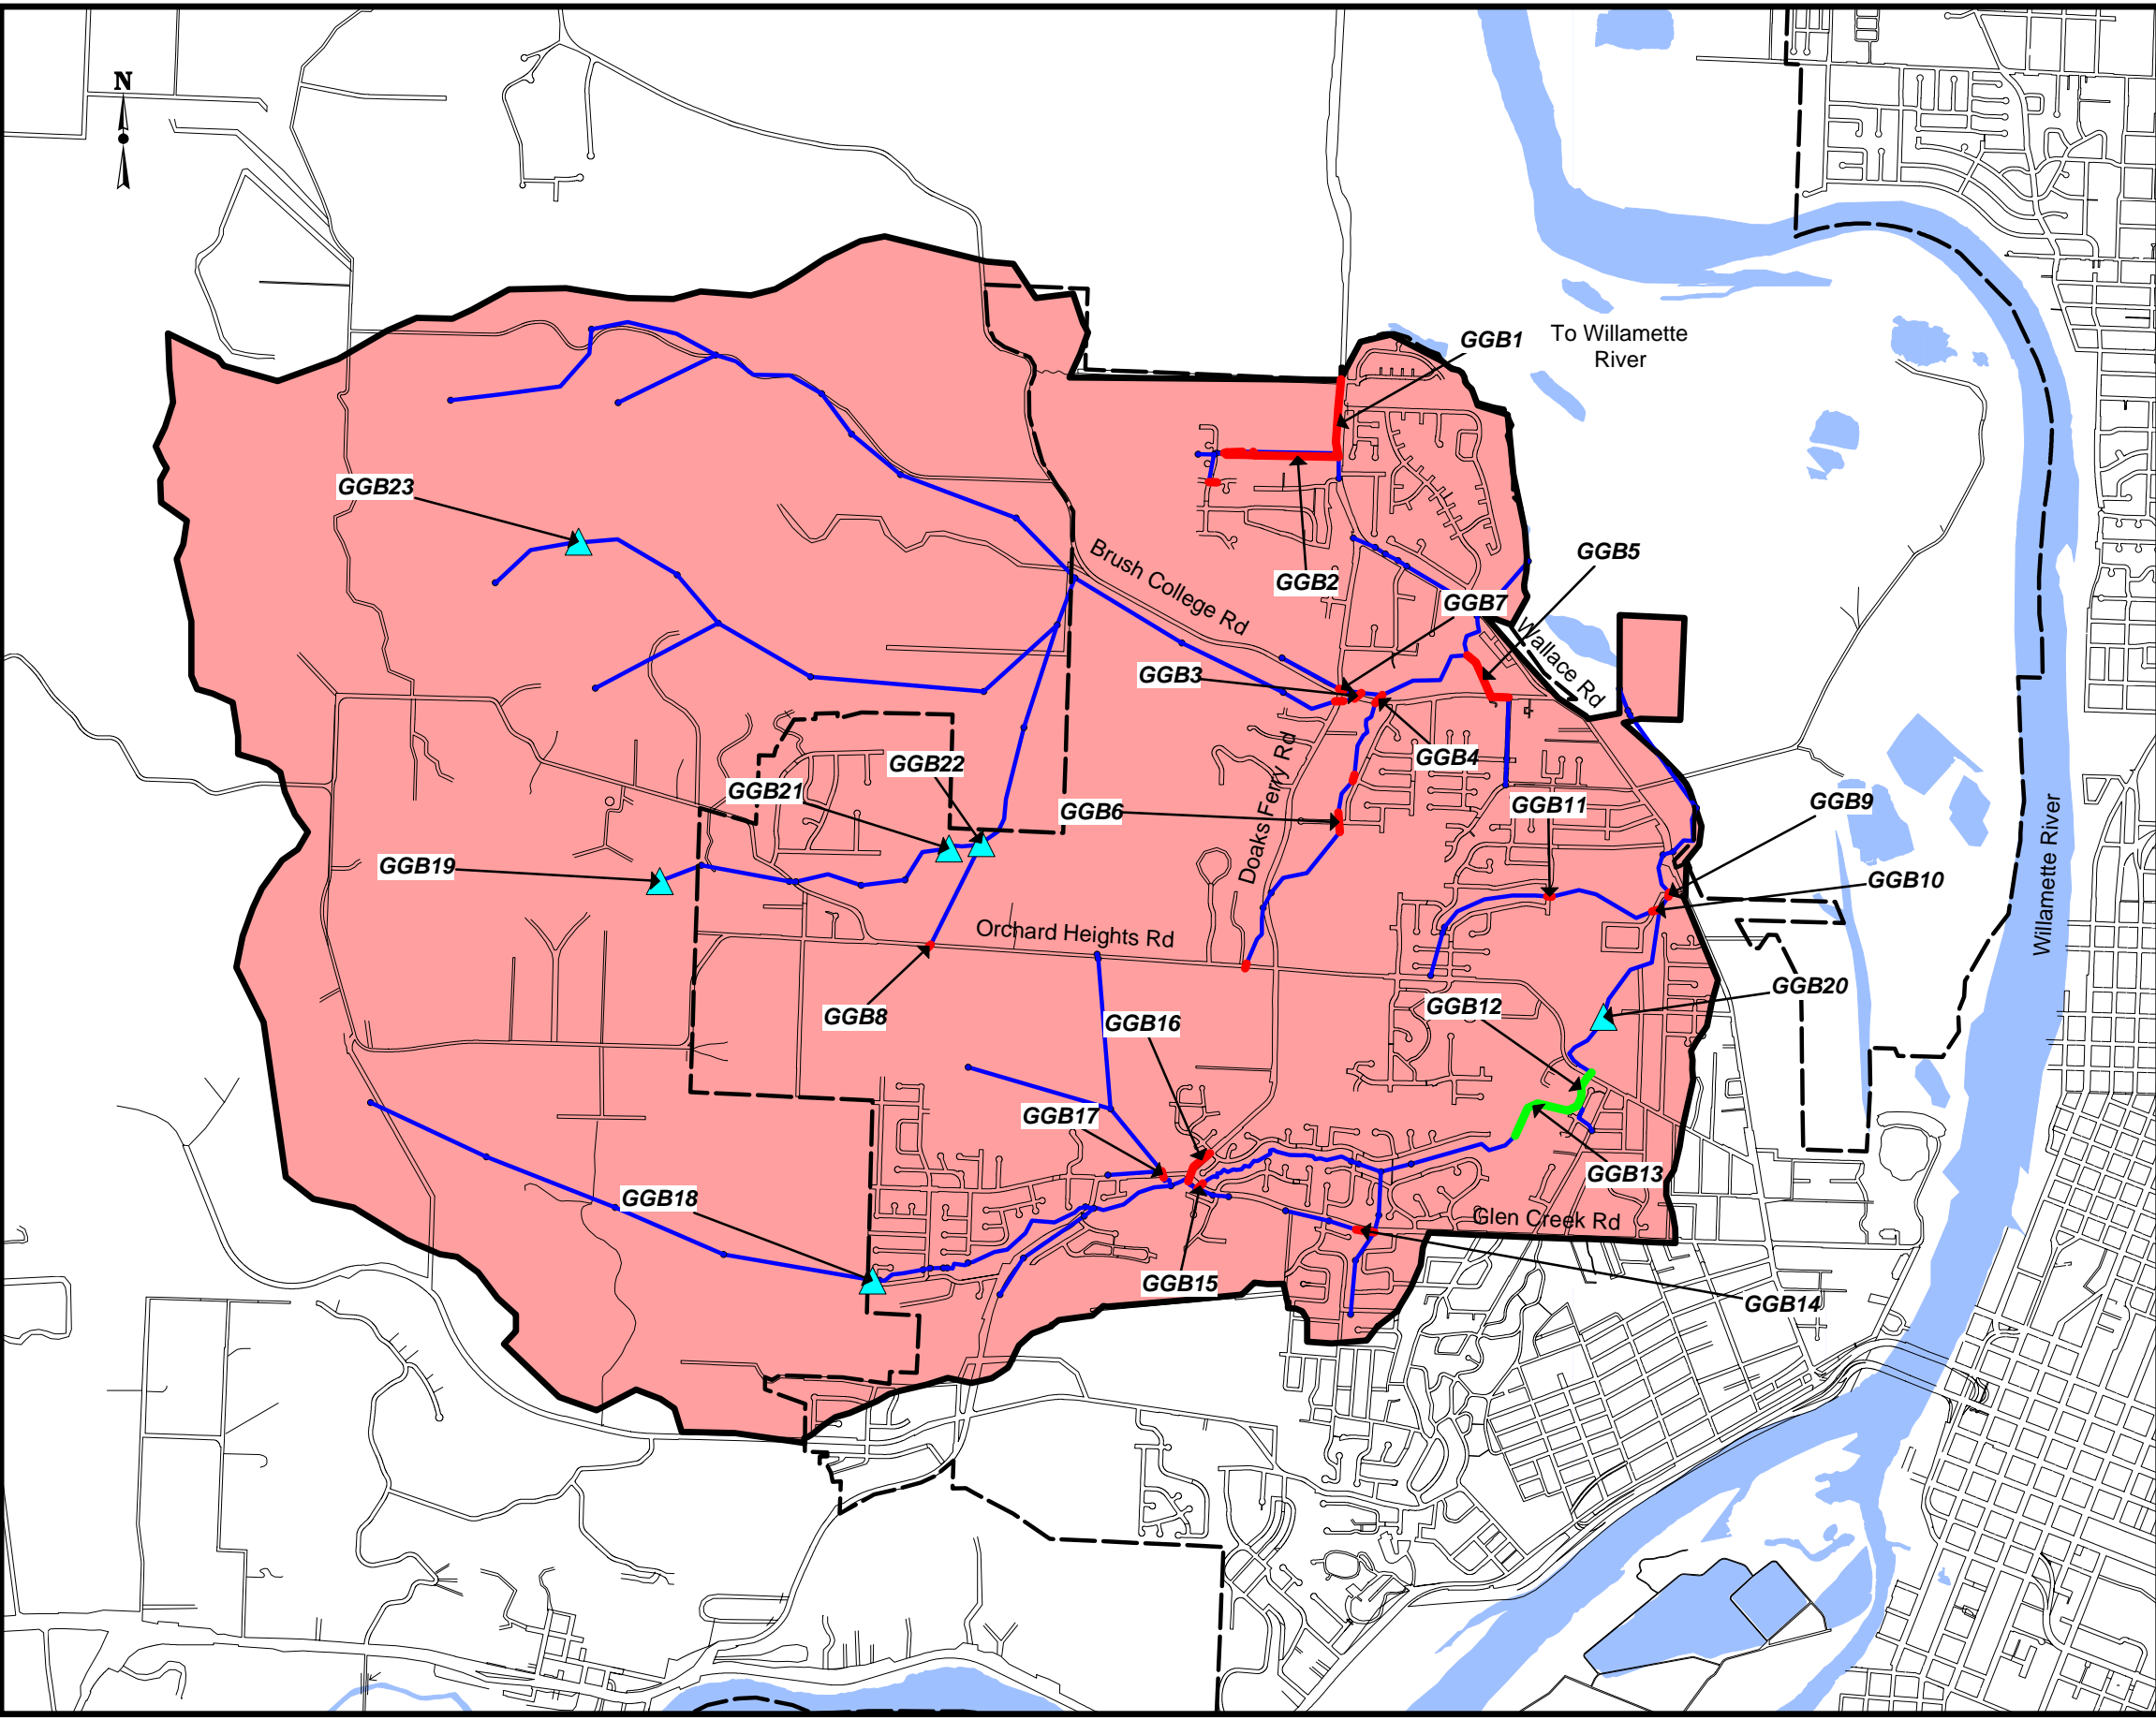 N
GGB1
To Willamette
River
GGB23
GGB5
Brush College Rd
GGB2
GGB7
Wallace Rd
GGB3
GGB4
GGB22
GGB21
GGB6
Doaks Ferry Rd
GGB11
GGB9
GGB19
GGB10
Willamette River
Orchard Heights Rd
GGB20
GGB12
GGB8
GGB16
GGB17
GGB13
GGB18
Glen Creek Rd
GGB15
GGB14